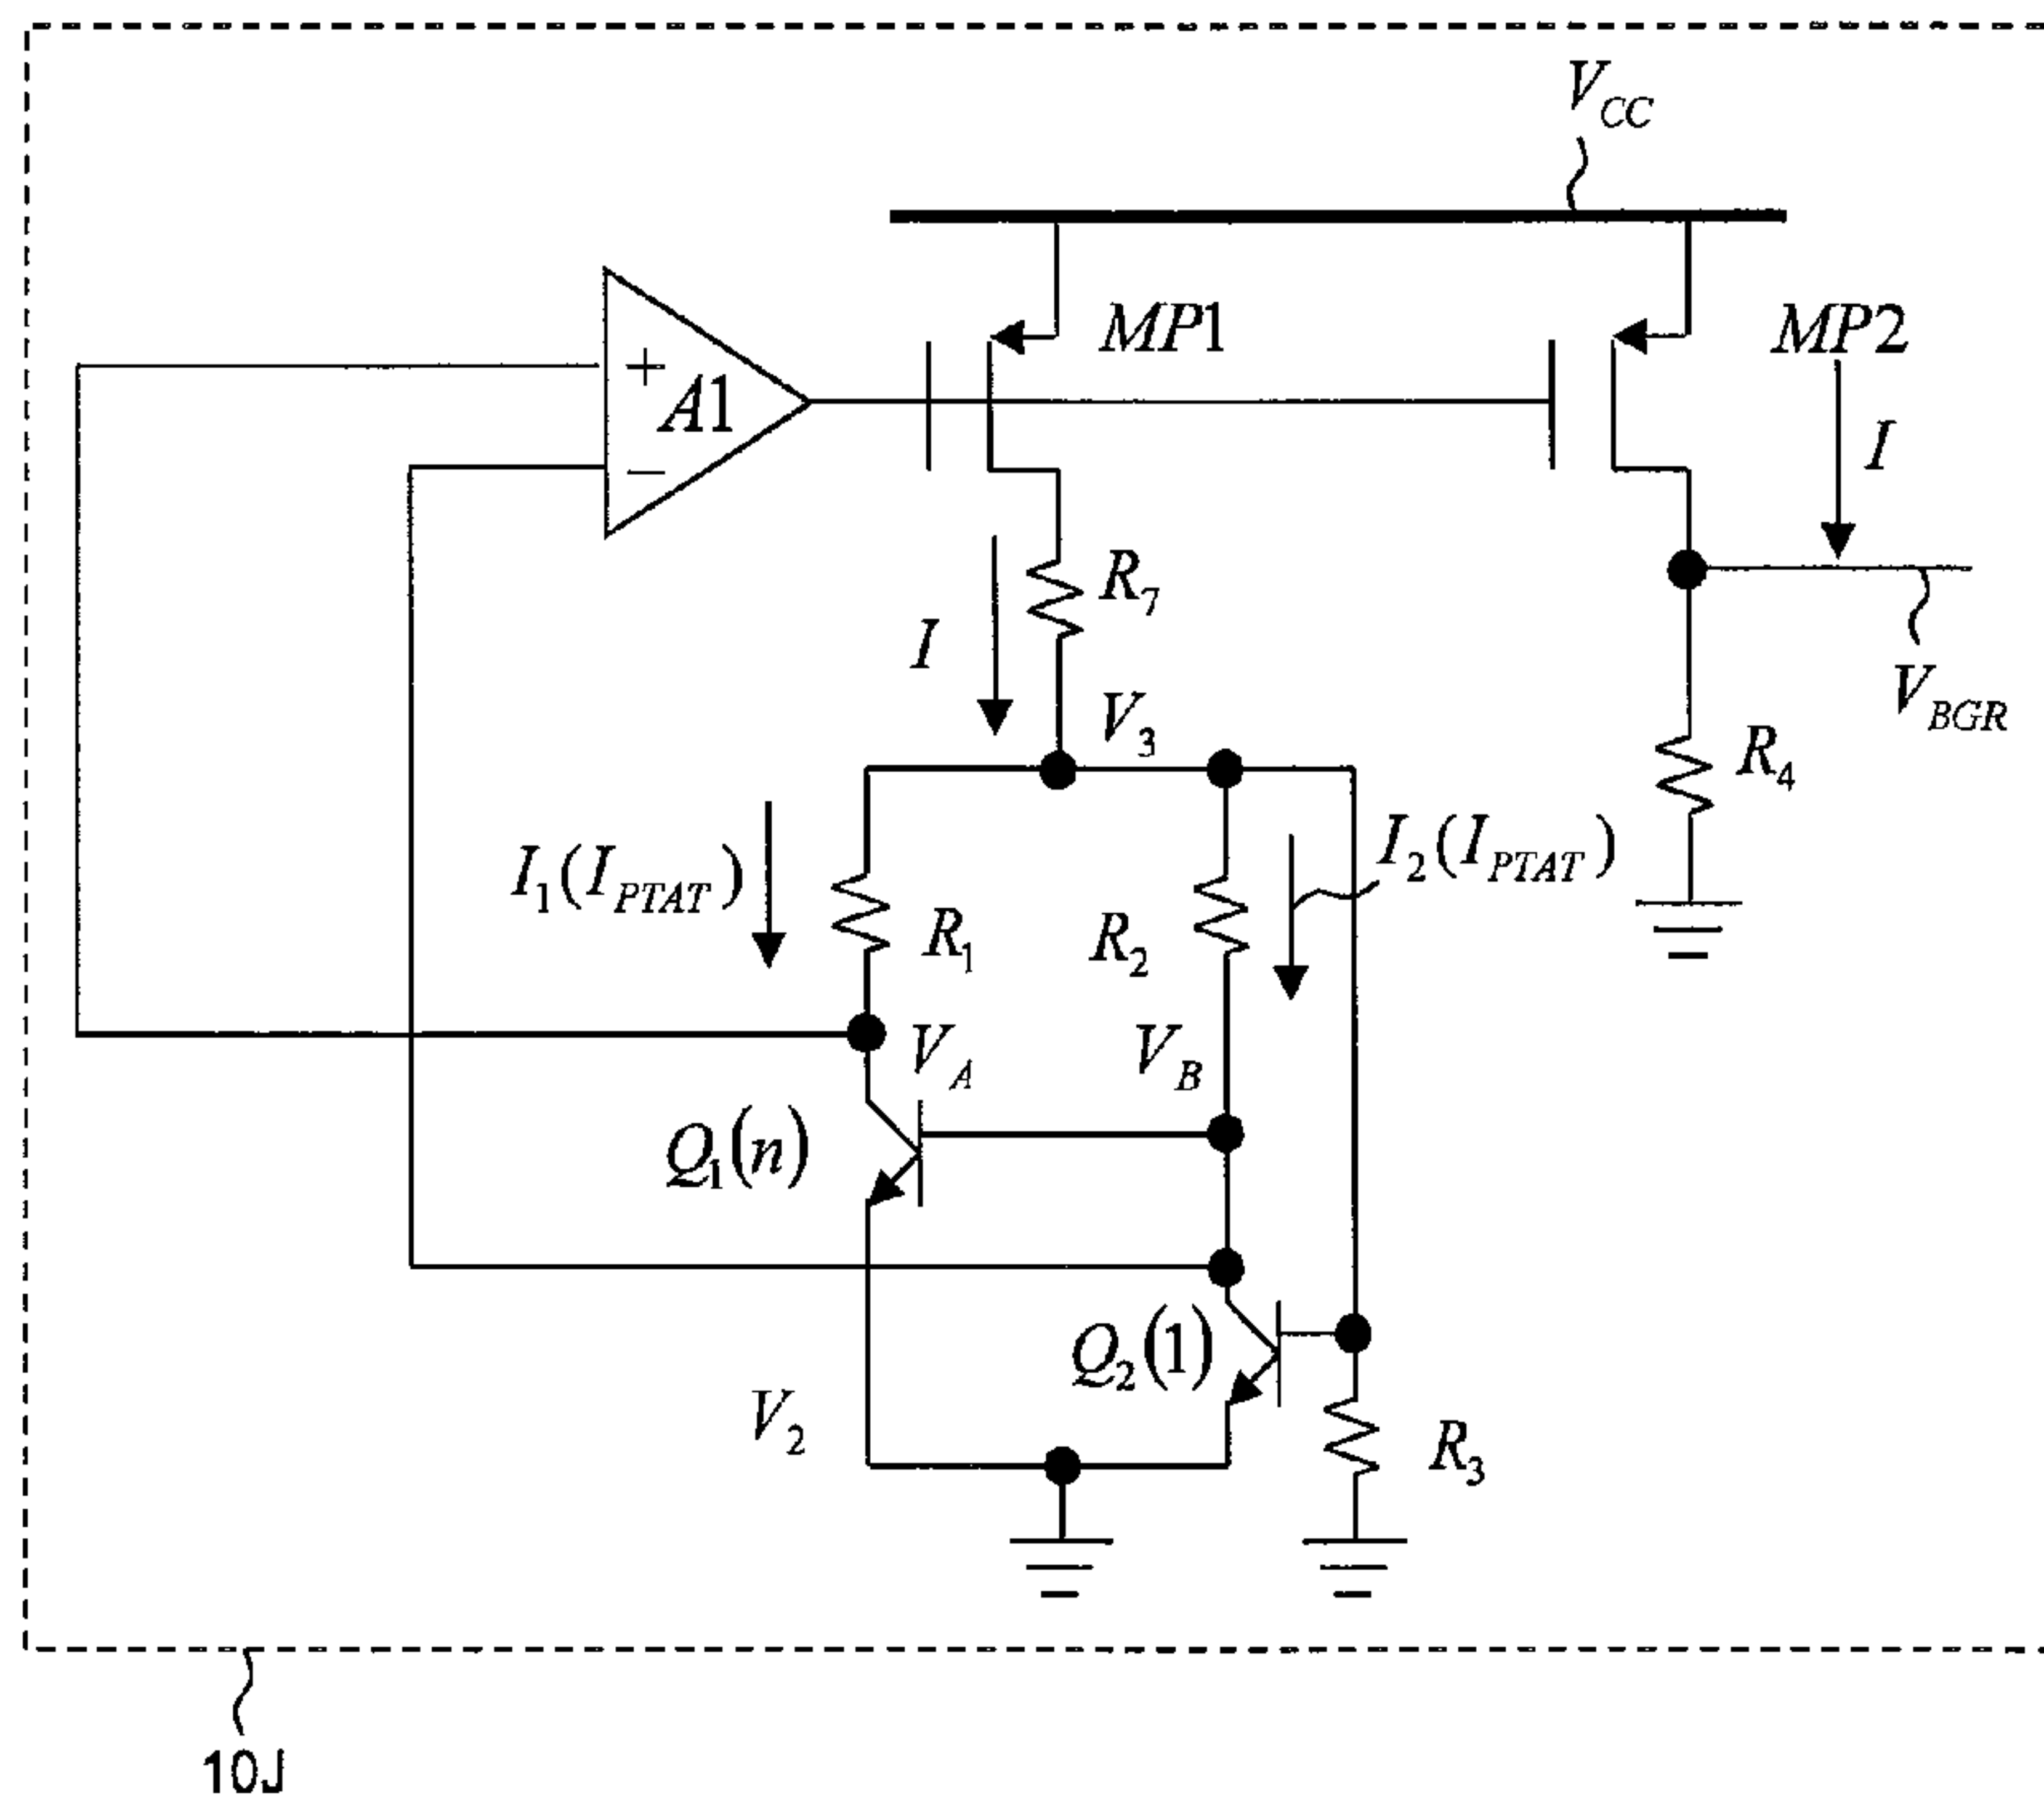 V_CC
MP1
MP2
+
A1
−
I
R_7
I
V_3
V_BGR
R_4
I_1(I_PTAT)
I_2(I_PTAT)
R_1
R_2
V_A
V_B
Q_1(n)
Q_2(1)
V_2
R_3
10J